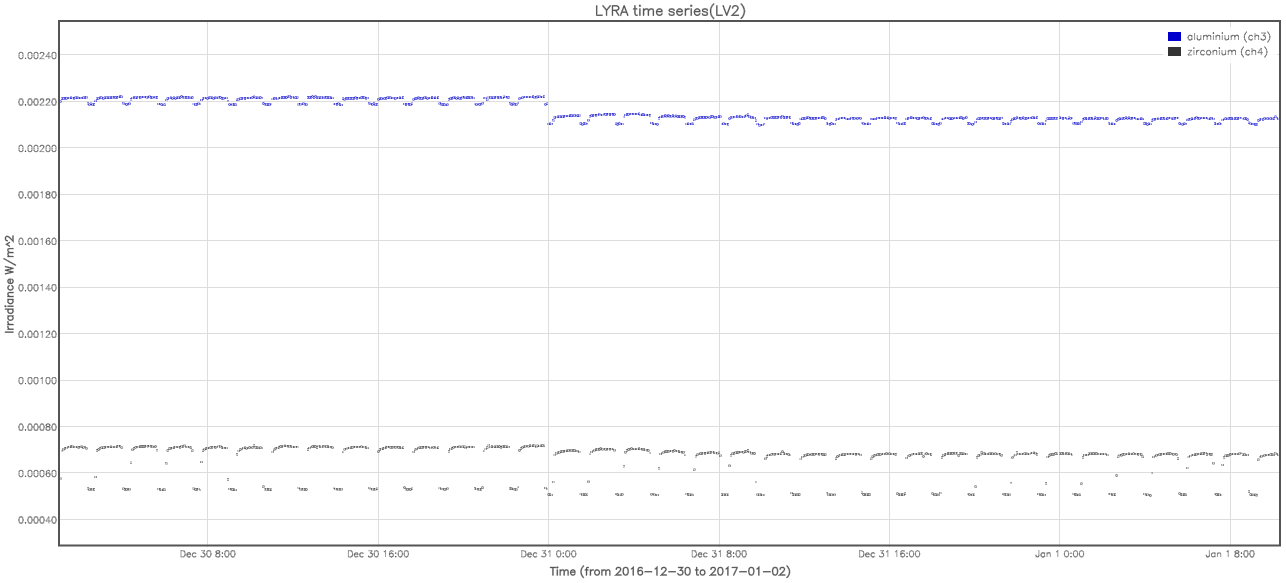 LYRA time series(LV2)
aluminium (ch3)
zirconium (ch4)
0.00240
0.00220
0.00200
0.00180
0.00160
0.00140
0.00120
0.00100
0.00080
0.00060
0.00040
Irradiance W/m^2
Dec 30 8:00
Dec 30 16:00
Dec 31 0:00
Dec 31 8:00
Dec 31 16:00
Jan 1 0:00
Jan 1 8:00
Time (from 2016-12-30 to 2017-01-02)